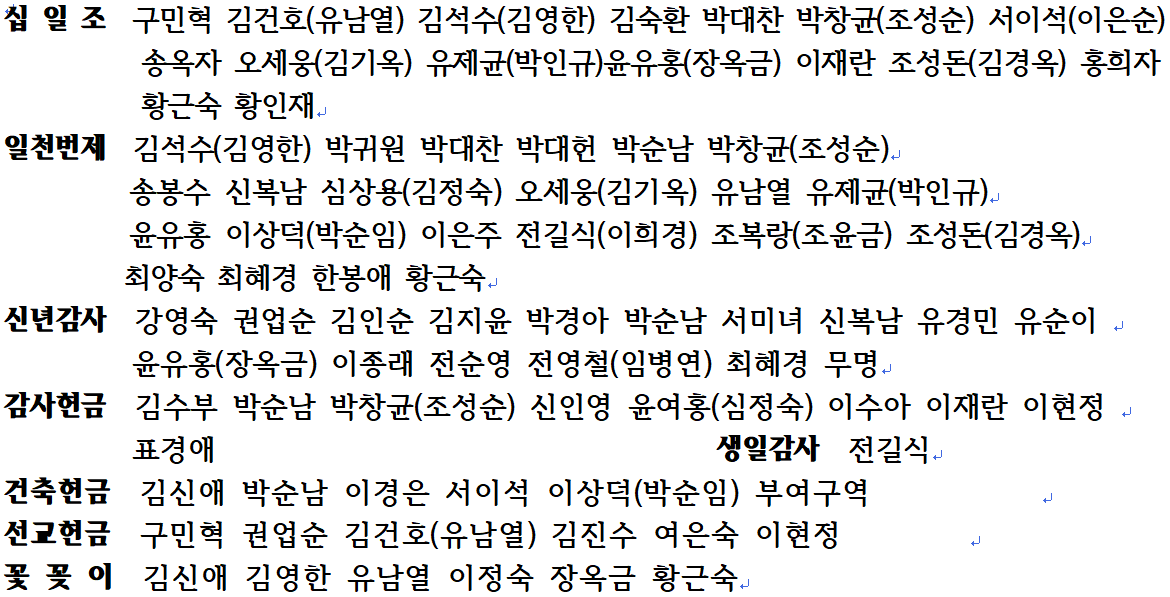 십 일 조 구민혁 김건호(유남열) 김석수(김영한) 김숙환 박대찬 박창균(조성순) 서이석(이은순)
송옥자 오세웅(김기옥) 유제균(박인규)윤유홍(장옥금) 이재란 조성돈(김경옥) 홍희자
황근숙 황인재
일천번제 김석수(김영한) 박귀원 박대찬 박대헌 박순남 박창균(조성순)
송봉수 신복남 심상용(김정숙) 오세웅(김기옥) 유남열 유제균(박인규)
윤유홍 이상덕(박순임) 이은주 전길식(이희경) 조복랑(조윤금) 조성돈(김경옥)
최양숙 최혜경 한봉애 황근숙
신년감사 강영숙 권업순 김인순 김지윤 박경아 박순남 서미녀 신복남 유경민 유순이
윤유홍(장옥금) 이종래 전순영 전영철(임병연) 최혜경 무명
감사헌금 김수부 박순남 박창균(조성순) 신인영 윤여홍(심정숙) 이수아 이재란 이현정
표경애 생일감사 전길식
건축헌금 김신애 박순남 이경은 서이석 이상덕(박순임) 부여구역
선교헌금 구민혁 권업순 김건호(유남열) 김진수 여은숙 이현정
꽃 꽂 이 김신애 김영한 유남열 이정숙 장옥금 황근숙